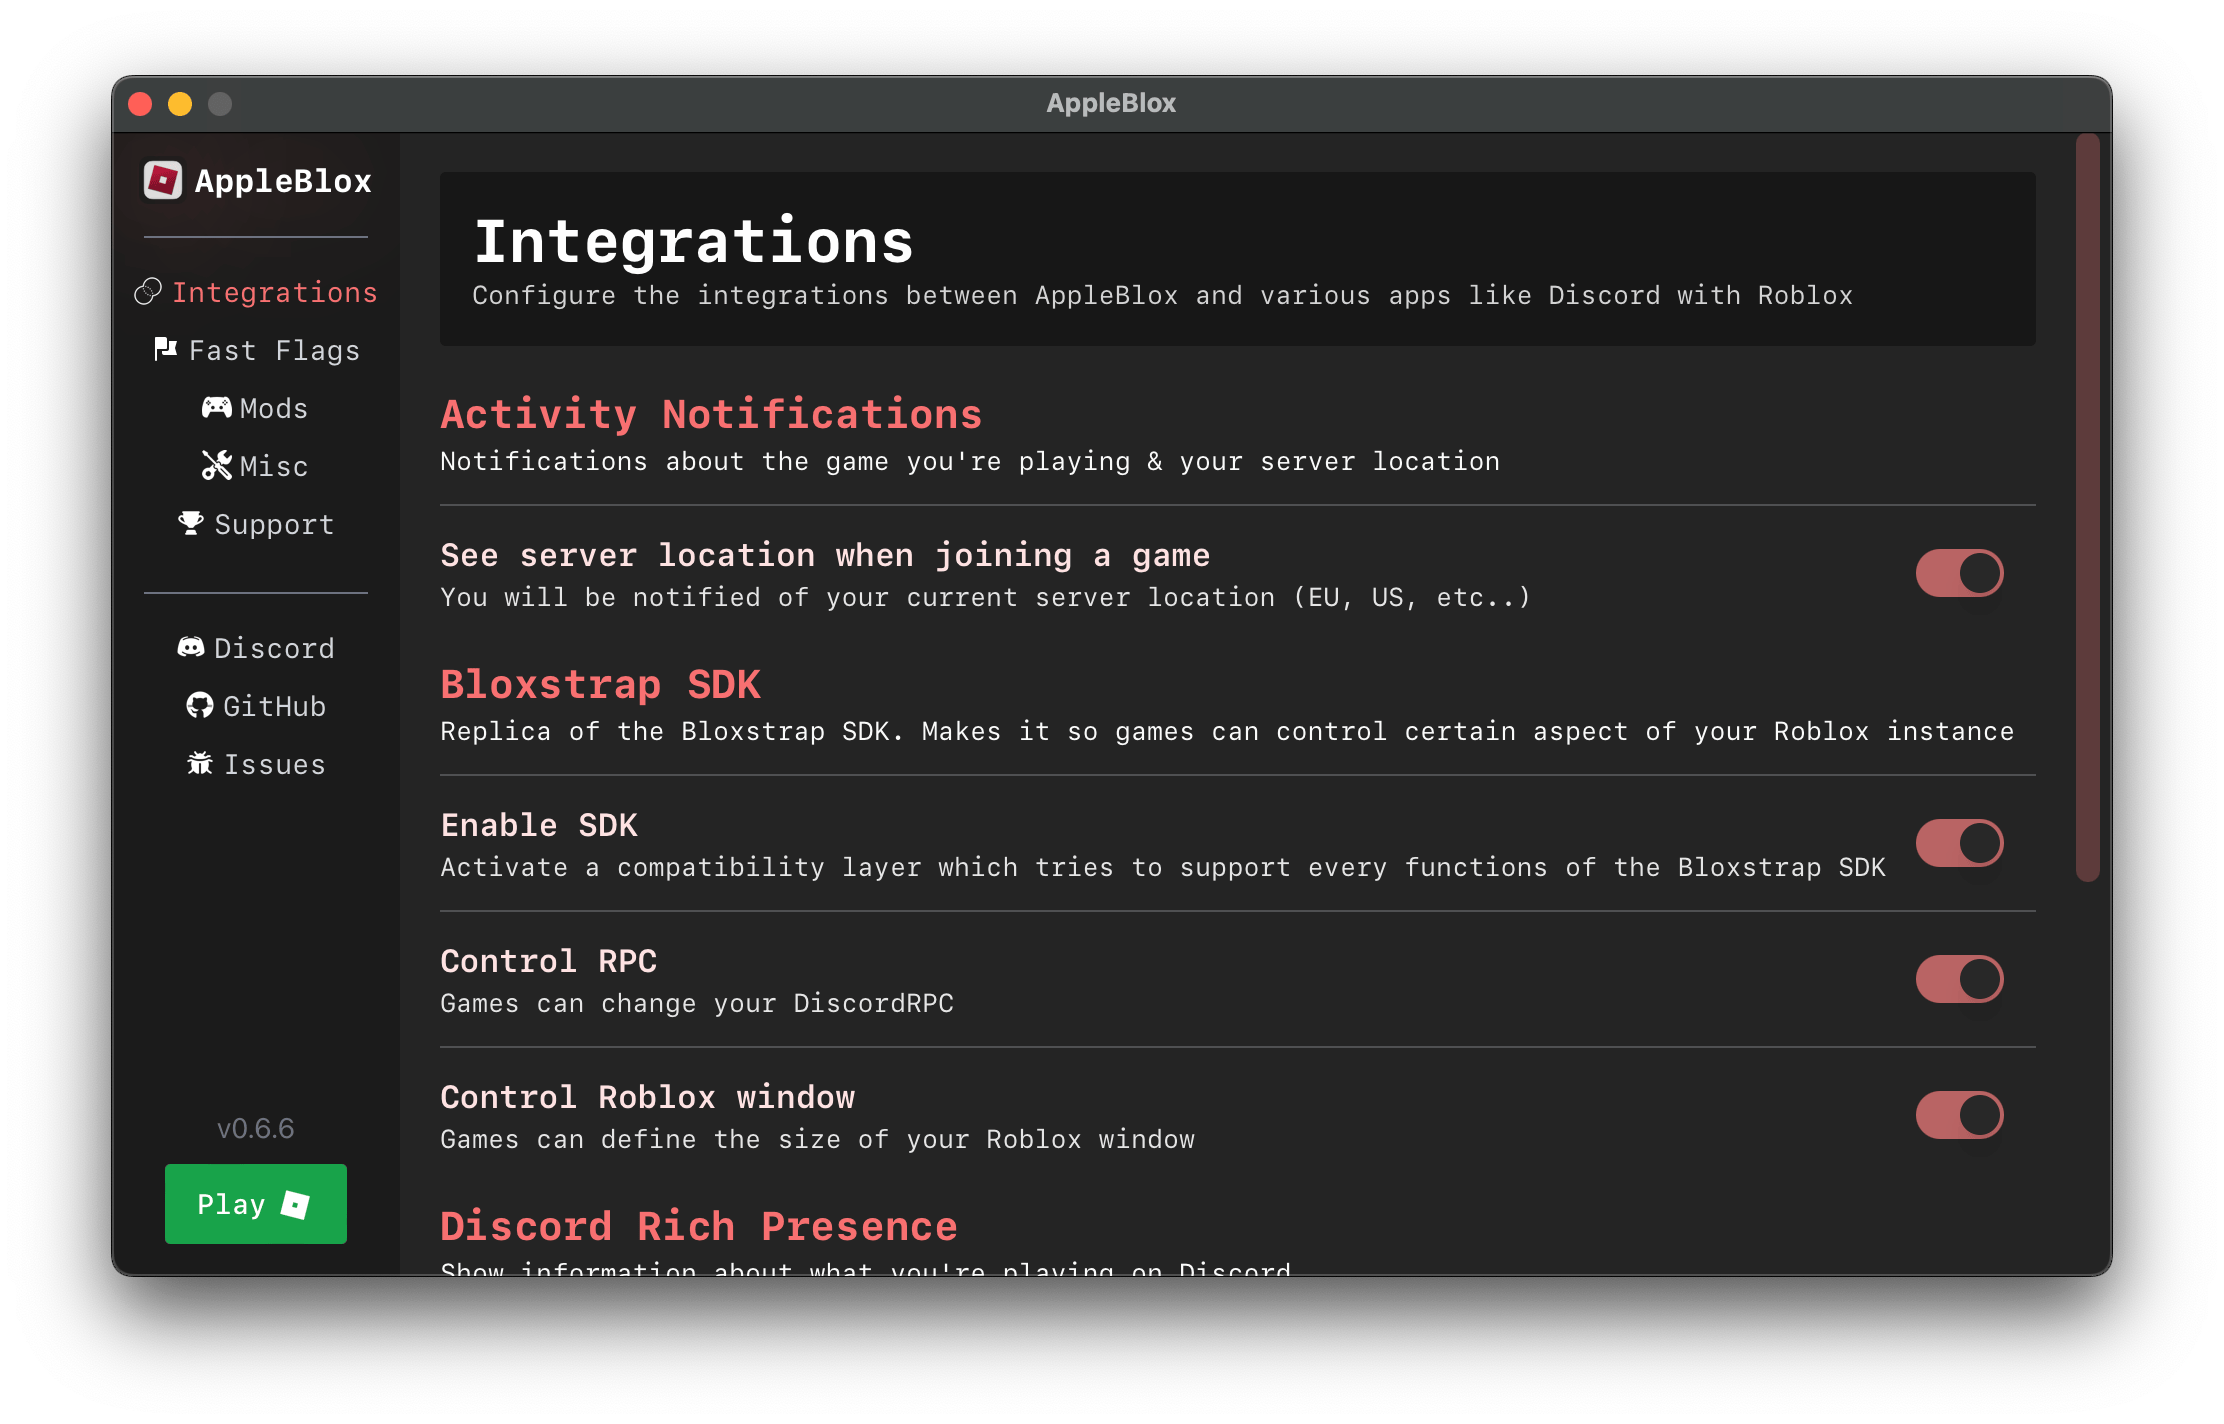 AppleBlox
AppleBlox
Integrations
Fast Flags
Mods
Misc
Support
Discord
GitHub
Issues
v0.6.6
Play
Integrations
Configure the integrations between AppleBlox and various apps like Discord with Roblox
Activity Notifications
Notifications about the game you're playing & your server location
See server location when joining a game
You will be notified of your current server location (EU, US, etc..)
Bloxstrap SDK
Replica of the Bloxstrap SDK. Makes it so games can control certain aspect of your Roblox instance
Enable SDK
Activate a compatibility layer which tries to support every functions of the Bloxstrap SDK
Control RPC
Games can change your DiscordRPC
Control Roblox window
Games can define the size of your Roblox window
Discord Rich Presence
Show information about what you're playing on Discord